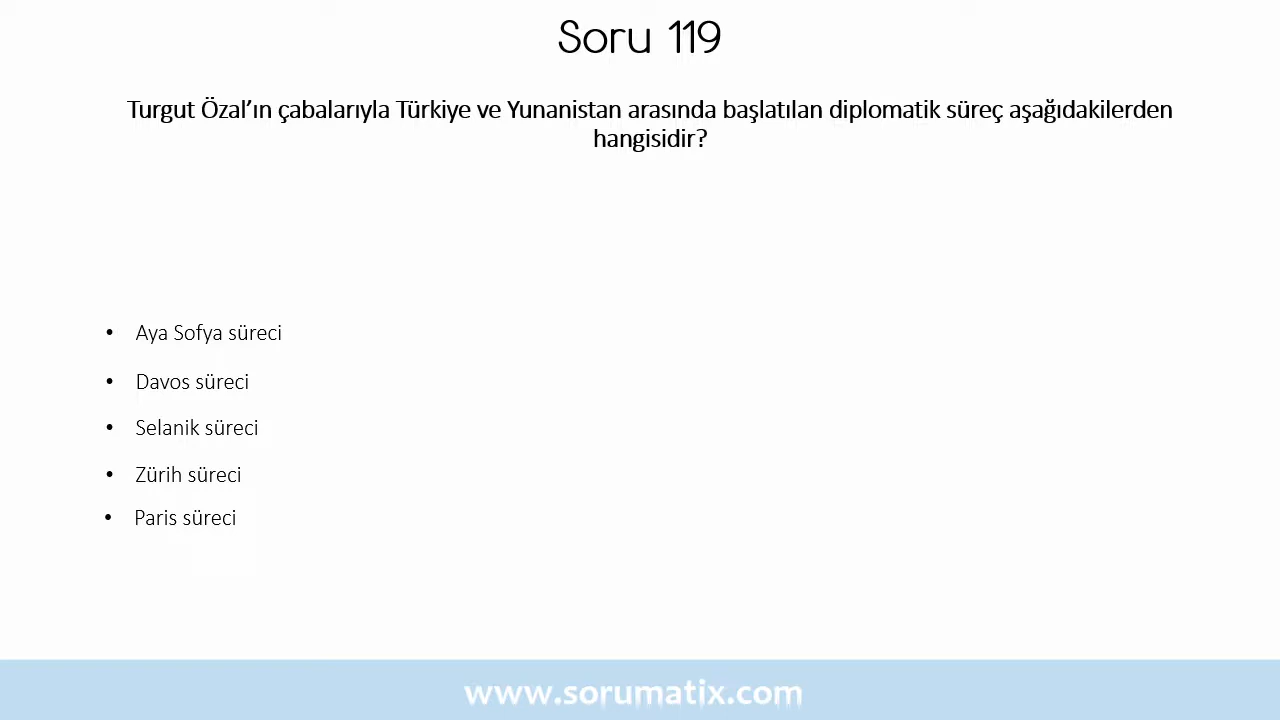 Soru 119
Turgut Özal’ın çabalarıyla Türkiye ve Yunanistan arasında başlatılan diplomatik süreç aşağıdakilerden
hangisidir?
• Aya Sofya süreci
• Davos süreci
• Selanik süreci
• Zürih süreci
• Paris süreci
www.sorumatix.com